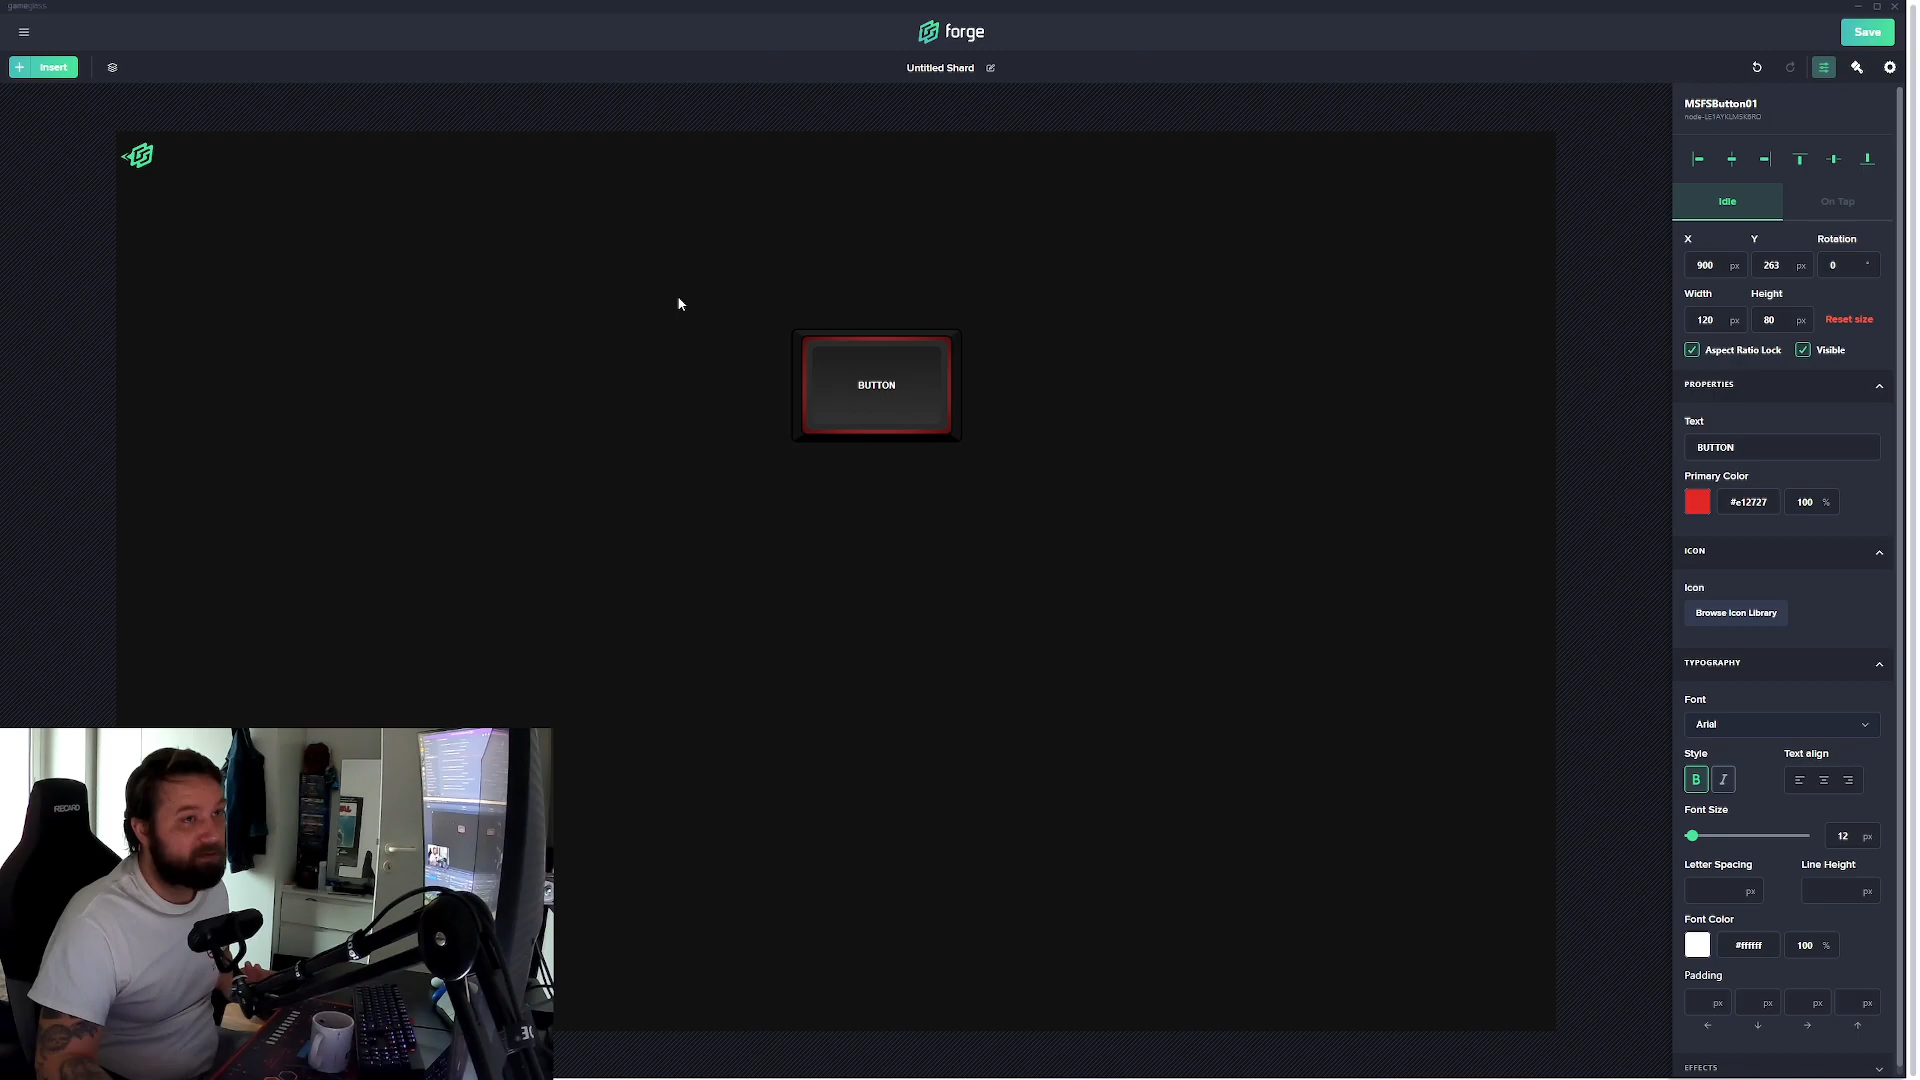 gameglass
forge
Save
Insert
Untitled Shard
MSFSButton01
Idle
On Tap
X
Y
Rotation
900 px
263 px
0 °
Width
Height
120 px
80 px
Reset size
Aspect Ratio Lock
Visible
PROPERTIES
Text
BUTTON
BUTTON
Primary Color
#e12727
100 %
ICON
Icon
Browse Icon Library
TYPOGRAPHY
Font
Arial
Style
Text align
B
I
Font Size
12 px
Letter Spacing
Line Height
px
px
Font Color
#ffffff
100 %
Padding
px
px
px
px
EFFECTS
RECARO